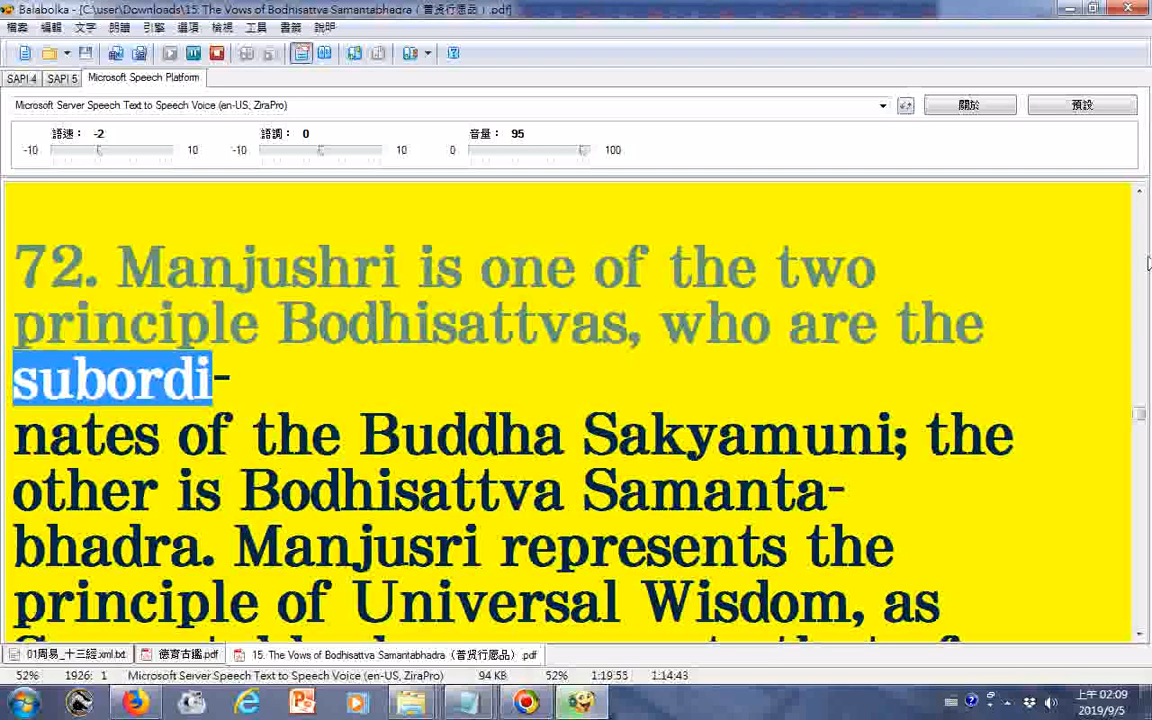 Balabolka - [C:\user\Downloads\15. The Vows of Bodhisattva Samantabhadra（普賢行愿品）.pdf]
檔案 編輯 文字 朗讀 引擎 選項 檢視 工具 書籤 說明
SAPI 4 SAPI 5 Microsoft Speech Platform
Microsoft Server Speech Text to Speech Voice (en-US, ZiraPro) 關於 預設
語速： -2 語調： 0 音量： 95
-10 10 -10 10 0 100
72. Manjushri is one of the two
principle Bodhisattvas, who are the
subordi-
nates of the Buddha Sakyamuni; the
other is Bodhisattva Samanta-
bhadra. Manjusri represents the
principle of Universal Wisdom, as
01周易_十三經.xml.txt 德育古鑑.pdf 15. The Vows of Bodhisattva Samantabhadra（普賢行愿品）.pdf
52% 1926: 1 Microsoft Server Speech Text to Speech Voice (en-US, ZiraPro) 94 KB 52% 1:19:53 1:14:43
上午 02:09
2019/9/5